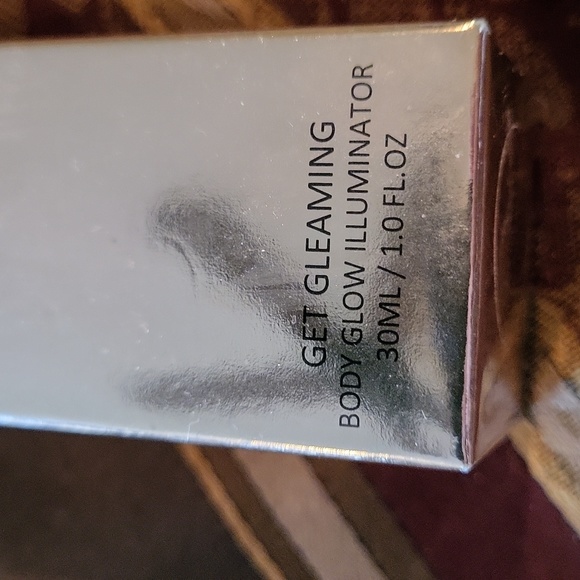 GET GLEAMING
BODY GLOW ILLUMINATOR
30ML / 1.0 FL.OZ